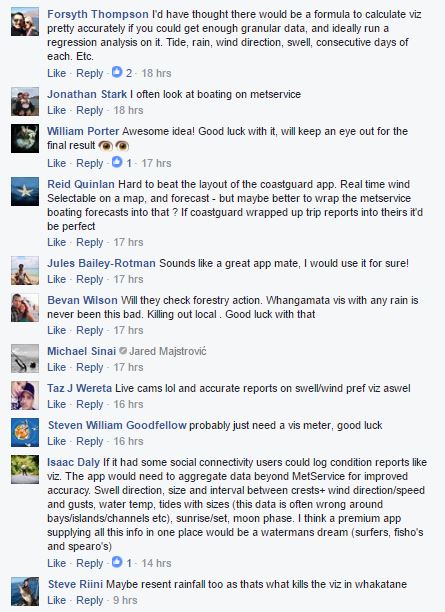 Forsyth Thompson I'd have thought there would be a formula to calculate viz
pretty accurately if you could get enough granular data, and ideally run a
regression analysis on it. Tide, rain, wind direction, swell, consecutive days of
each. Etc.
Like · Reply · 2 · 18 hrs
Jonathan Stark I often look at boating on metservice
Like · Reply · 18 hrs
William Porter Awesome idea! Good luck with it, will keep an eye out for the
final result 👁👁
Like · Reply · 1 · 17 hrs
Reid Quinlan Hard to beat the layout of the coastguard app. Real time wind
Selectable on a map, and forecast - but maybe better to wrap the metservice
boating forecasts into that ? If coastguard wrapped up trip reports into theirs it'd
be perfect
Like · Reply · 17 hrs
Jules Bailey-Rotman Sounds like a great app mate, I would use it for sure!
Like · Reply · 17 hrs
Bevan Wilson Will they check forestry action. Whangamata vis with any rain is
never been this bad. Killing out local . Good luck with that
Like · Reply · 17 hrs
Michael Sinai Jared Majstrović
Like · Reply · 17 hrs
Taz J Wereta Live cams lol and accurate reports on swell/wind pref viz aswel
Like · Reply · 16 hrs
Steven William Goodfellow probably just need a vis meter, good luck
Like · Reply · 16 hrs
Isaac Daly If it had some social connectivity users could log condition reports like
viz. The app would need to aggregate data beyond MetService for improved
accuracy. Swell direction, size and interval between crests+ wind direction/speed
and gusts, water temp, tides with sizes (this data is often wrong around
bays/islands/channels etc), sunrise/set, moon phase. I think a premium app
supplying all this info in one place would be a watermans dream (surfers, fisho's
and spearo's)
Like · Reply · 1 · 14 hrs
Steve Riini Maybe resent rainfall too as thats what kills the viz in whakatane
Like · Reply · 9 hrs